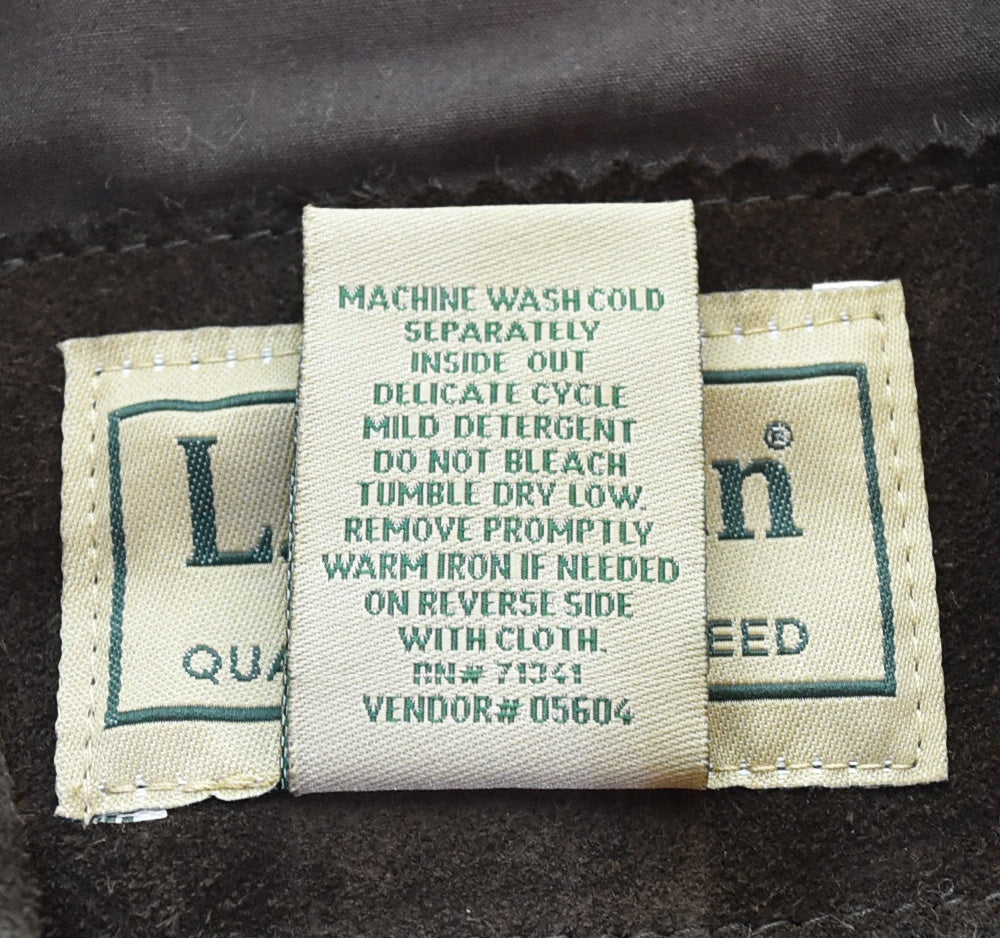 MACHINE WASH COLD
SEPARATELY
INSIDE OUT
DELICATE CYCLE
MILD DETERGENT
DO NOT BLEACH
TUMBLE DRY LOW.
REMOVE PROMPTLY
WARM IRON IF NEEDED
ON REVERSE SIDE
WITH CLOTH.
RN# 71341
VENDOR# 05604
L. n®
QUA EED